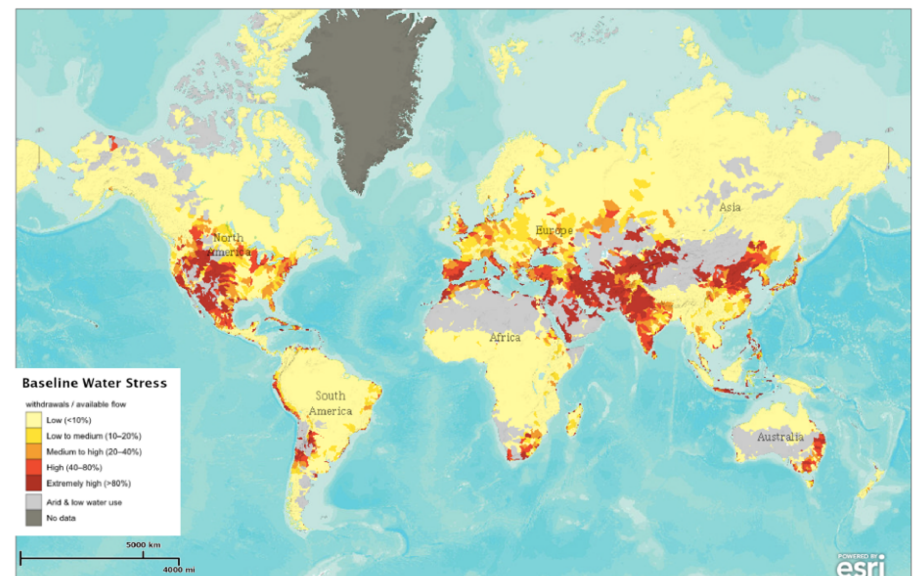 Asia
North
America
Europe
Africa
South
America
Australia
Baseline Water Stress
withdrawals / available flow
Low (<10%)
Low to medium (10–20%)
Medium to high (20–40%)
High (40–80%)
Extremely high (>80%)
Arid & low water use
No data
5000 km
4000 mi
POWERED BY
esri